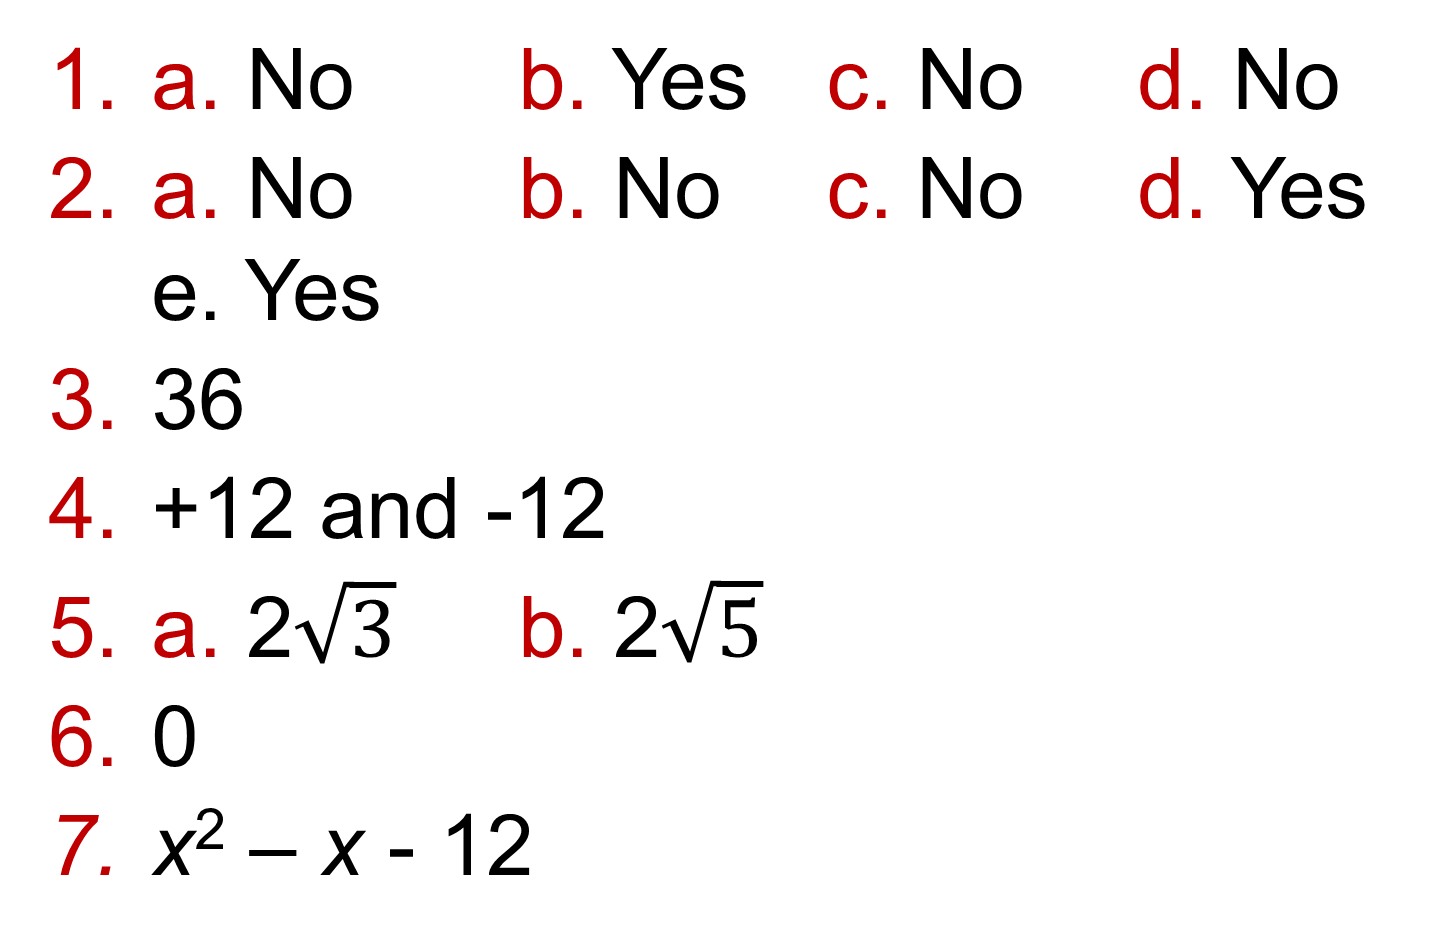 1. a. No b. Yes c. No d. No
2. a. No b. No c. No d. Yes
e. Yes
3. 36
4. +12 and -12
5. a. 2√3 b. 2√5
6. 0
7. x² – x - 12